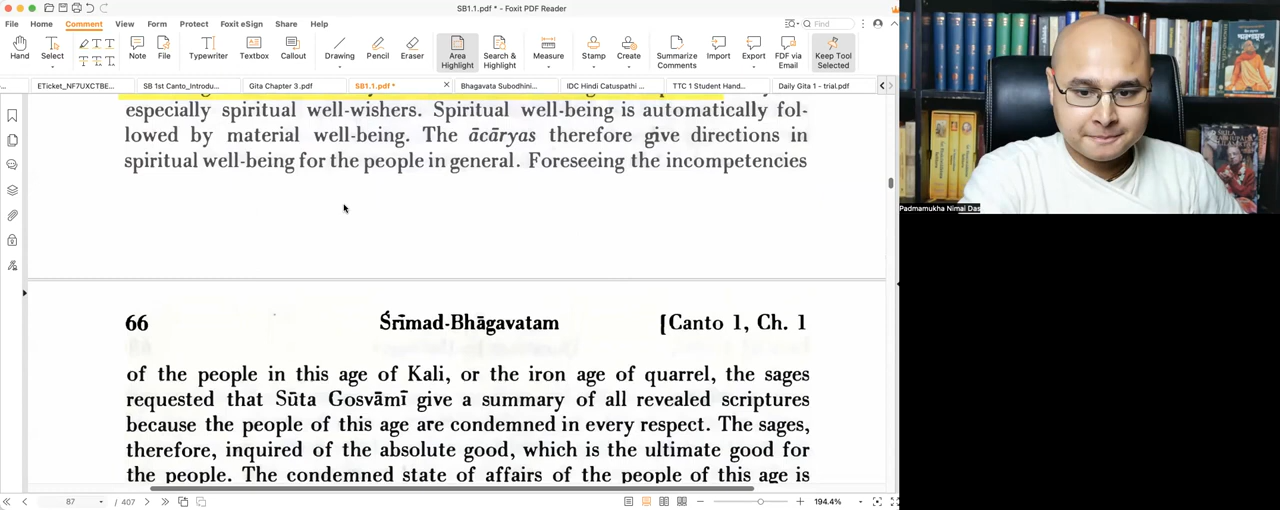 SB1.1.pdf * - Foxit PDF Reader
File Home Comment View Form Protect Foxit eSign Share Help Find
Hand Select Note File Typewriter Textbox Callout Drawing Pencil Eraser Area Highlight Search & Highlight Measure Stamp Create Summarize Comments Import Export FDF via Email Keep Tool Selected
ETicket_NF7UXCTBE... SB 1st Canto_Introdu... Gita Chapter 3.pdf SB1.1.pdf * Bhagavata Subodhini... IDC Hindi Catuspathi ... TTC 1 Student Hand... Daily Gita 1 - trial.pdf
especially spiritual well-wishers. Spiritual well-being is automatically fol-
lowed by material well-being. The ācāryas therefore give directions in
spiritual well-being for the people in general. Foreseeing the incompetencies
66 Śrīmad-Bhāgavatam [Canto 1, Ch. 1
of the people in this age of Kali, or the iron age of quarrel, the sages
requested that Sūta Gosvāmī give a summary of all revealed scriptures
because the people of this age are condemned in every respect. The sages,
therefore, inquired of the absolute good, which is the ultimate good for
the people. The condemned state of affairs of the people of this age is
87 / 407 194.4%
Padmamukha Nimai Das